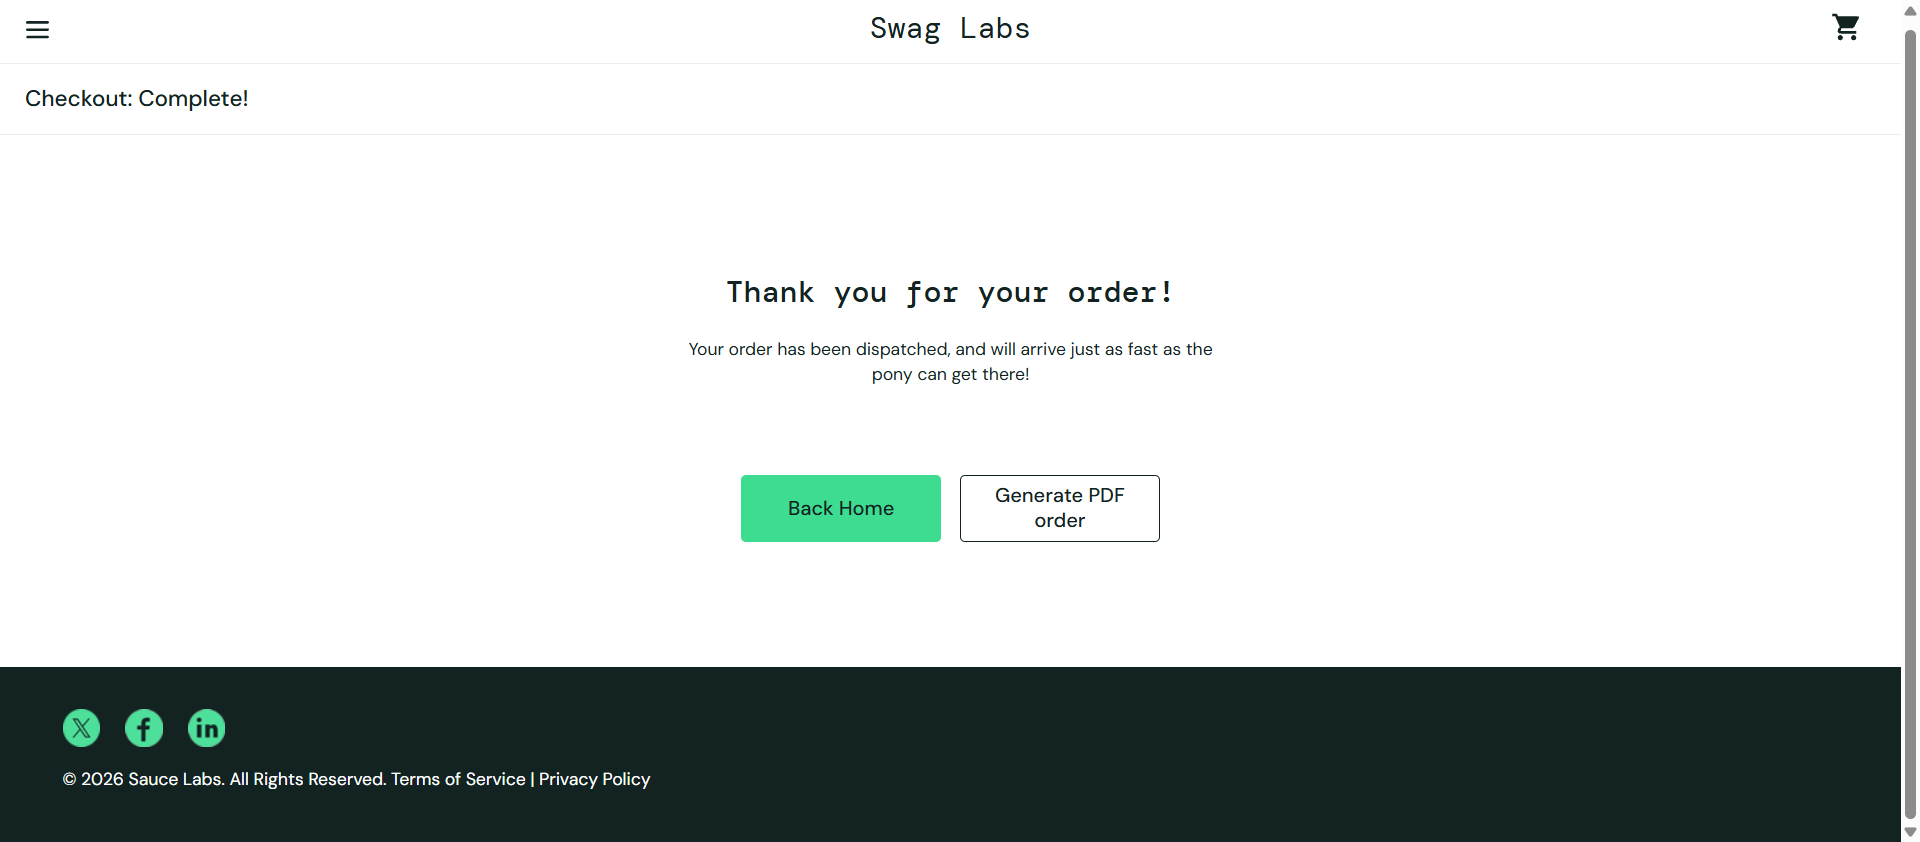 Swag Labs
Checkout: Complete!
Thank you for your order!
Your order has been dispatched, and will arrive just as fast as the
pony can get there!
Back Home
Generate PDF
order
© 2026 Sauce Labs. All Rights Reserved. Terms of Service | Privacy Policy